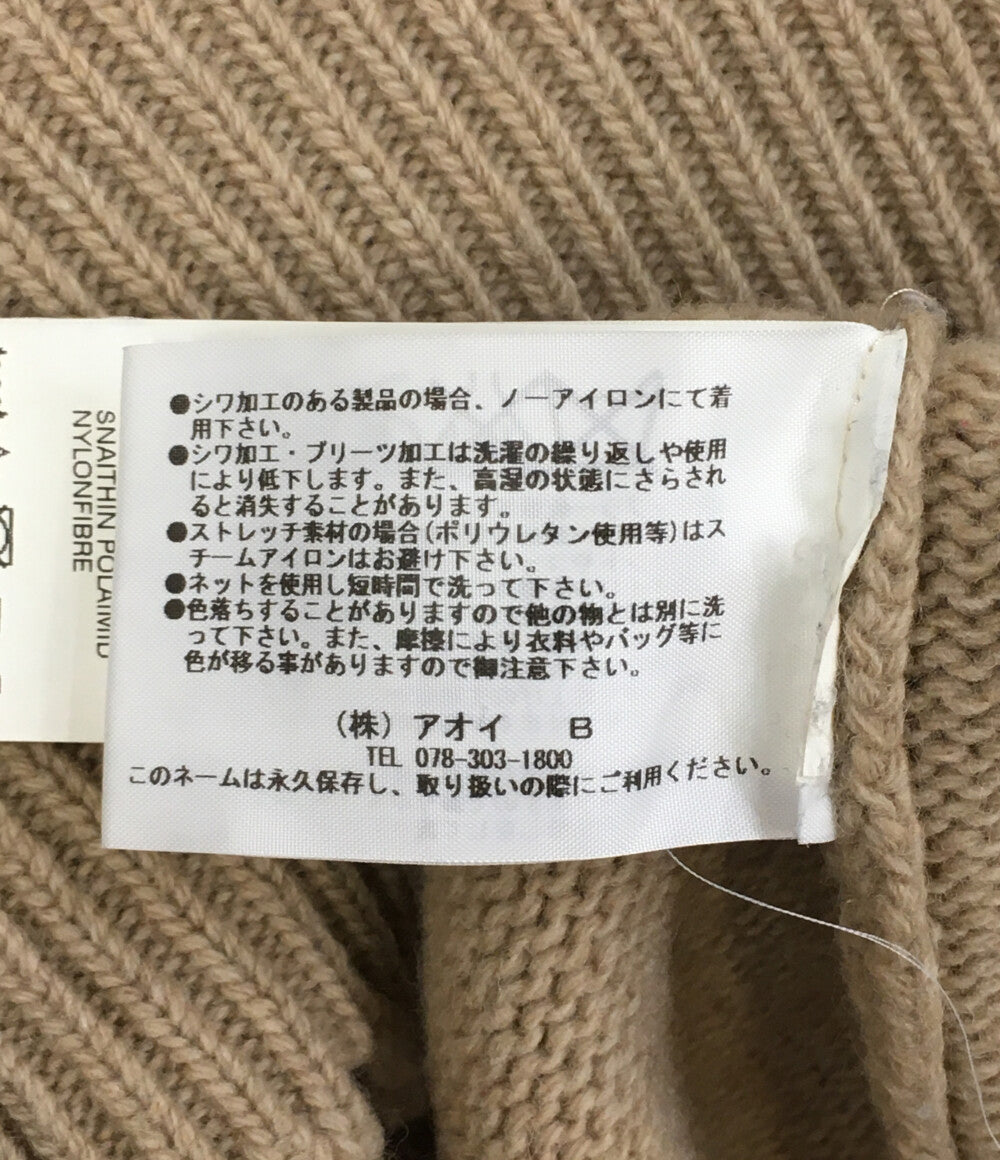 ●シワ加工のある製品の場合、ノーアイロンにて着
用下さい。
●シワ加工・プリーツ加工は洗濯の繰り返しや使用
により低下します。また、高湿の状態にさらされ
ると消失することがあります。
●ストレッチ素材の場合(ポリウレタン使用等)はス
チームアイロンはお避け下さい。
●ネットを使用し短時間で洗って下さい。
●色落ちすることがありますので他の物とは別に洗
って下さい。また、摩擦により衣料やバッグ等に
色が移る事がありますので御注意下さい。
(株) アオイ B
TEL 078-303-1800
このネームは永久保存し、取り扱いの際にご利用ください。
SNAITHIN POLAIMID
NYLONFIBRE